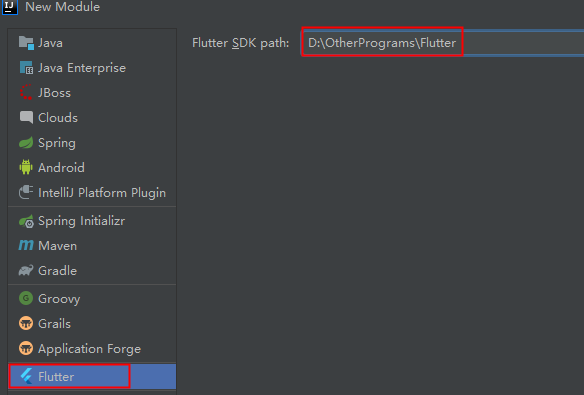 New Module
Java
Flutter SDK path: D:\OtherPrograms\Flutter
Java Enterprise
JBoss
Clouds
Spring
Android
IntelliJ Platform Plugin
Spring Initializr
Maven
Gradle
Groovy
Grails
Application Forge
Flutter